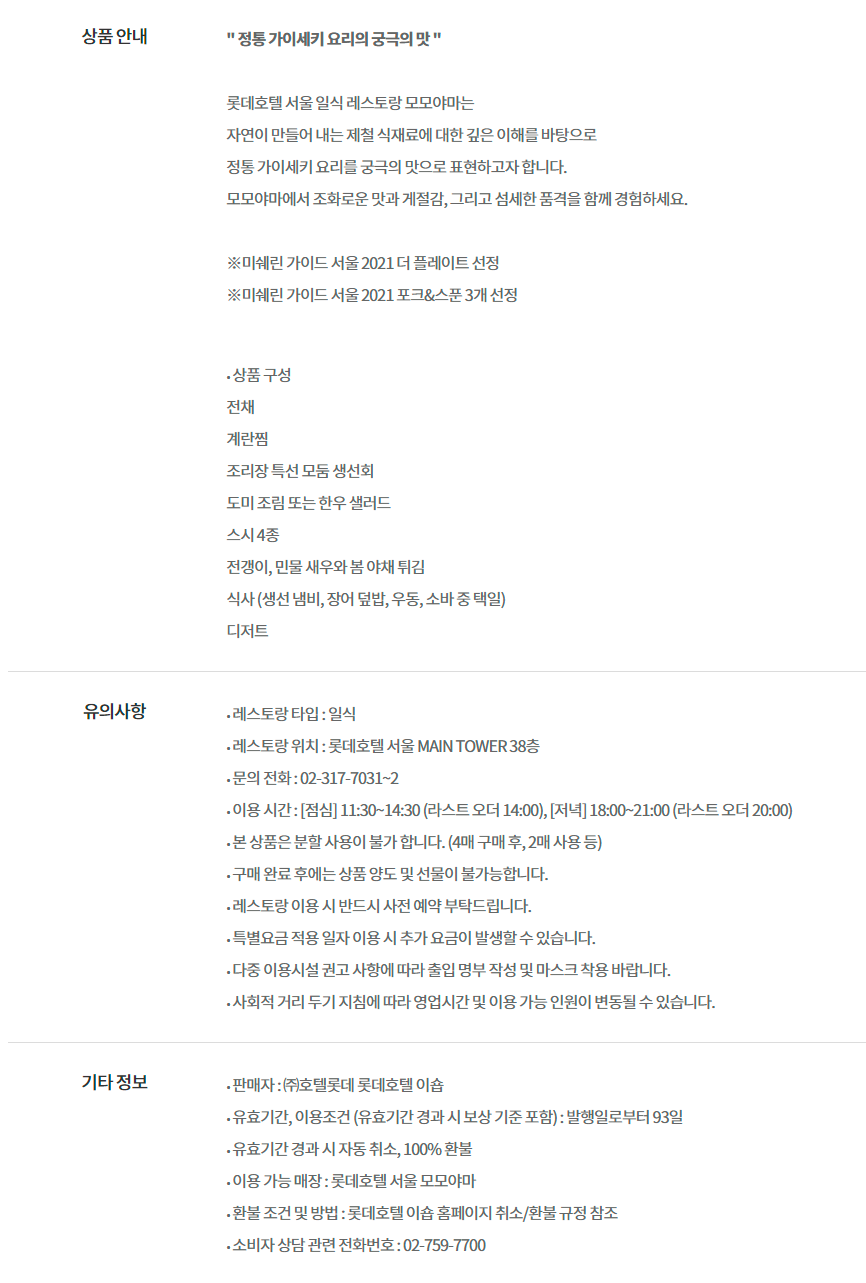 상품 안내
" 정통 가이세키 요리의 궁극의 맛 "
롯데호텔 서울 일식 레스토랑 모모야마는
자연이 만들어 내는 제철 식재료에 대한 깊은 이해를 바탕으로
정통 가이세키 요리를 궁극의 맛으로 표현하고자 합니다.
모모야마에서 조화로운 맛과 게절감, 그리고 섬세한 품격을 함께 경험하세요.
※미쉐린 가이드 서울 2021 더 플레이트 선정
※미쉐린 가이드 서울 2021 포크&스푼 3개 선정
• 상품 구성
전채
계란찜
조리장 특선 모둠 생선회
도미 조림 또는 한우 샐러드
스시 4종
전갱이, 민물 새우와 봄 야채 튀김
식사 (생선 냄비, 장어 덮밥, 우동, 소바 중 택일)
디저트
유의사항
• 레스토랑 타입 : 일식
• 레스토랑 위치 : 롯데호텔 서울 MAIN TOWER 38층
• 문의 전화 : 02-317-7031~2
• 이용 시간 : [점심] 11:30~14:30 (라스트 오더 14:00), [저녁] 18:00~21:00 (라스트 오더 20:00)
• 본 상품은 분할 사용이 불가 합니다. (4매 구매 후, 2매 사용 등)
• 구매 완료 후에는 상품 양도 및 선물이 불가능합니다.
• 레스토랑 이용 시 반드시 사전 예약 부탁드립니다.
• 특별요금 적용 일자 이용 시 추가 요금이 발생할 수 있습니다.
• 다중 이용시설 권고 사항에 따라 출입 명부 작성 및 마스크 착용 바랍니다.
• 사회적 거리 두기 지침에 따라 영업시간 및 이용 가능 인원이 변동될 수 있습니다.
기타 정보
• 판매자 : ㈜호텔롯데 롯데호텔 이숍
• 유효기간, 이용조건 (유효기간 경과 시 보상 기준 포함) : 발행일로부터 93일
• 유효기간 경과 시 자동 취소, 100% 환불
• 이용 가능 매장 : 롯데호텔 서울 모모야마
• 환불 조건 및 방법 : 롯데호텔 이숍 홈페이지 취소/환불 규정 참조
• 소비자 상담 관련 전화번호 : 02-759-7700